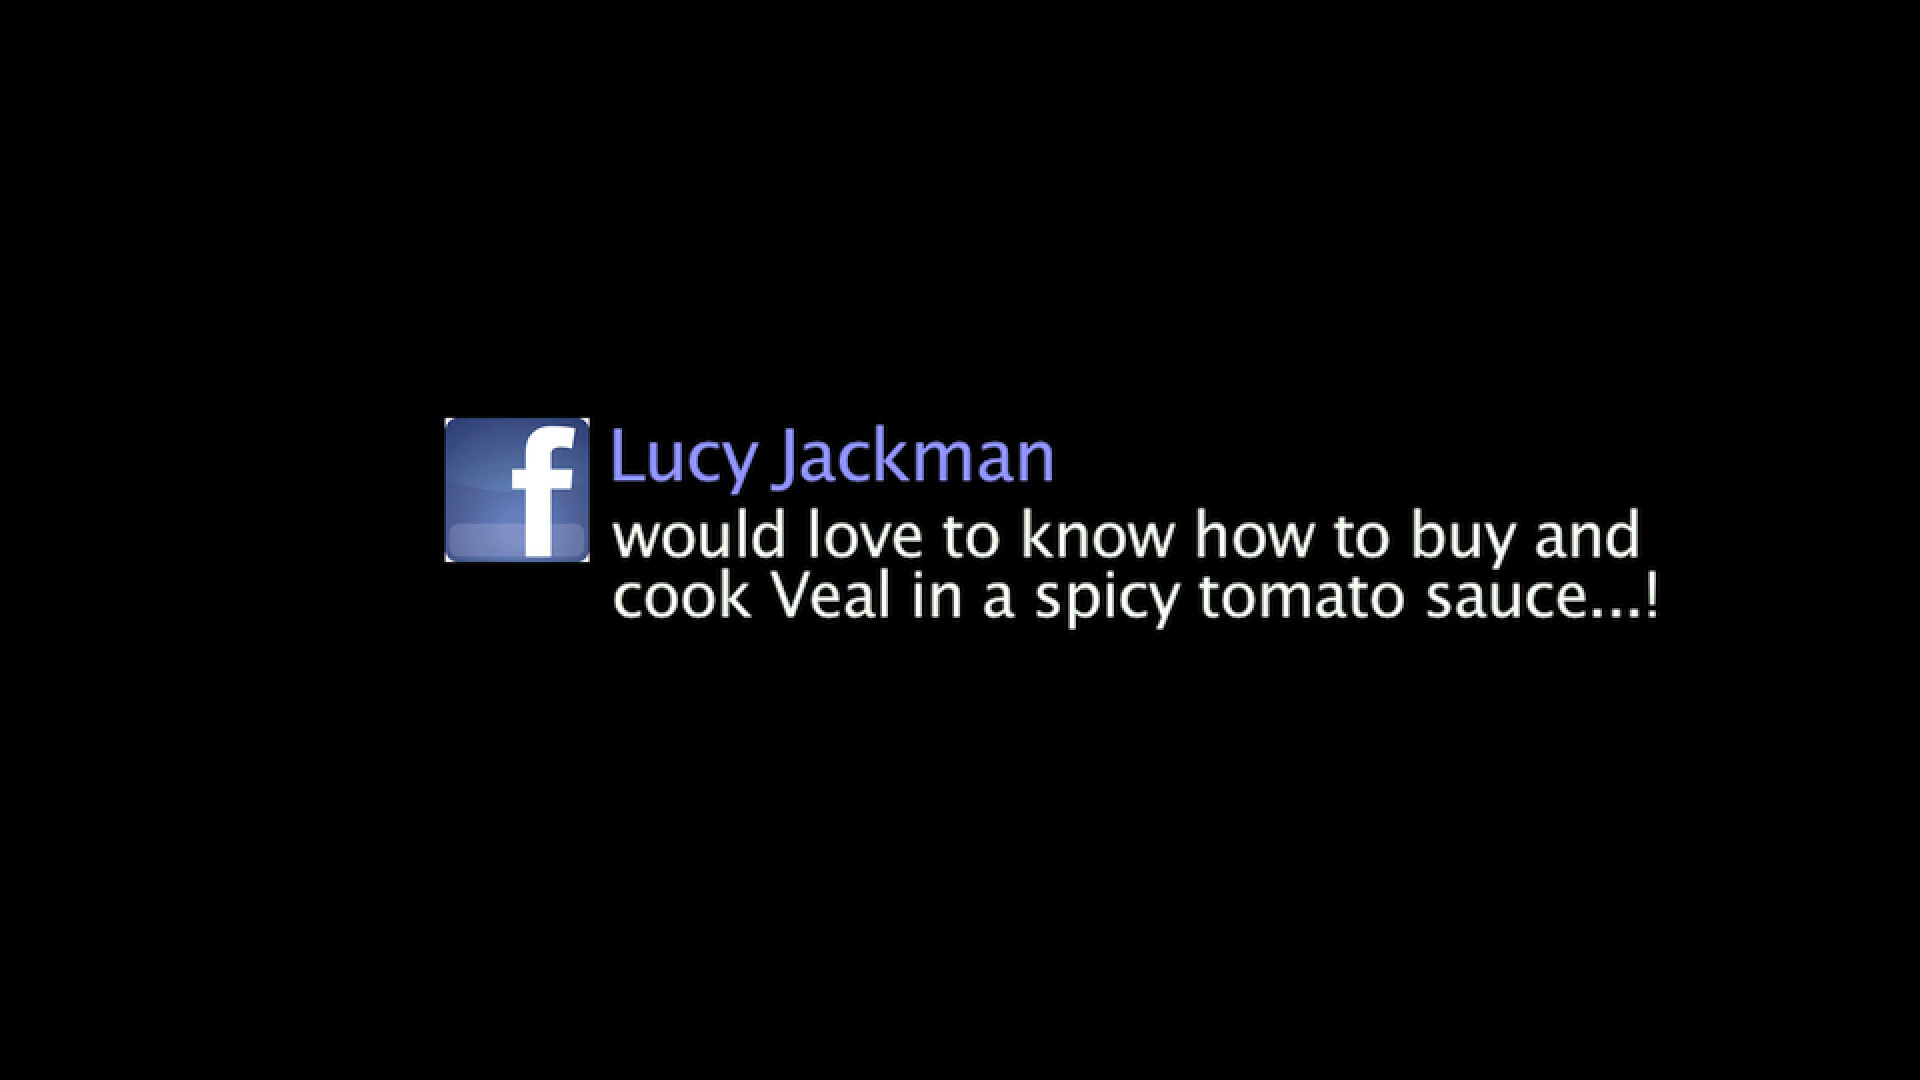 f
Lucy Jackman
would love to know how to buy and
cook Veal in a spicy tomato sauce...!